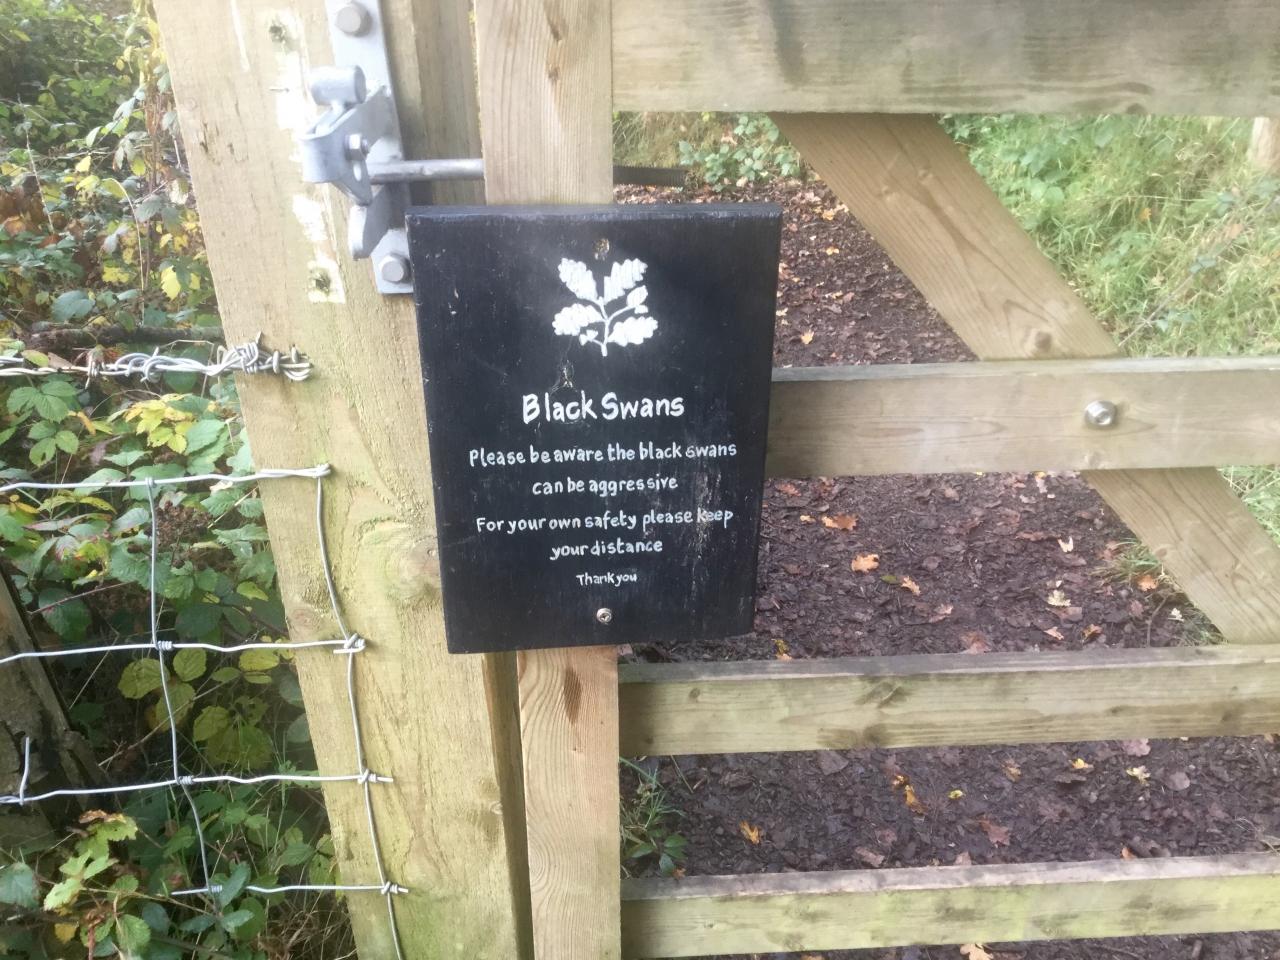 Black Swans
Please be aware the black swans
can be aggressive
For your own safety please keep
your distance
Thank you